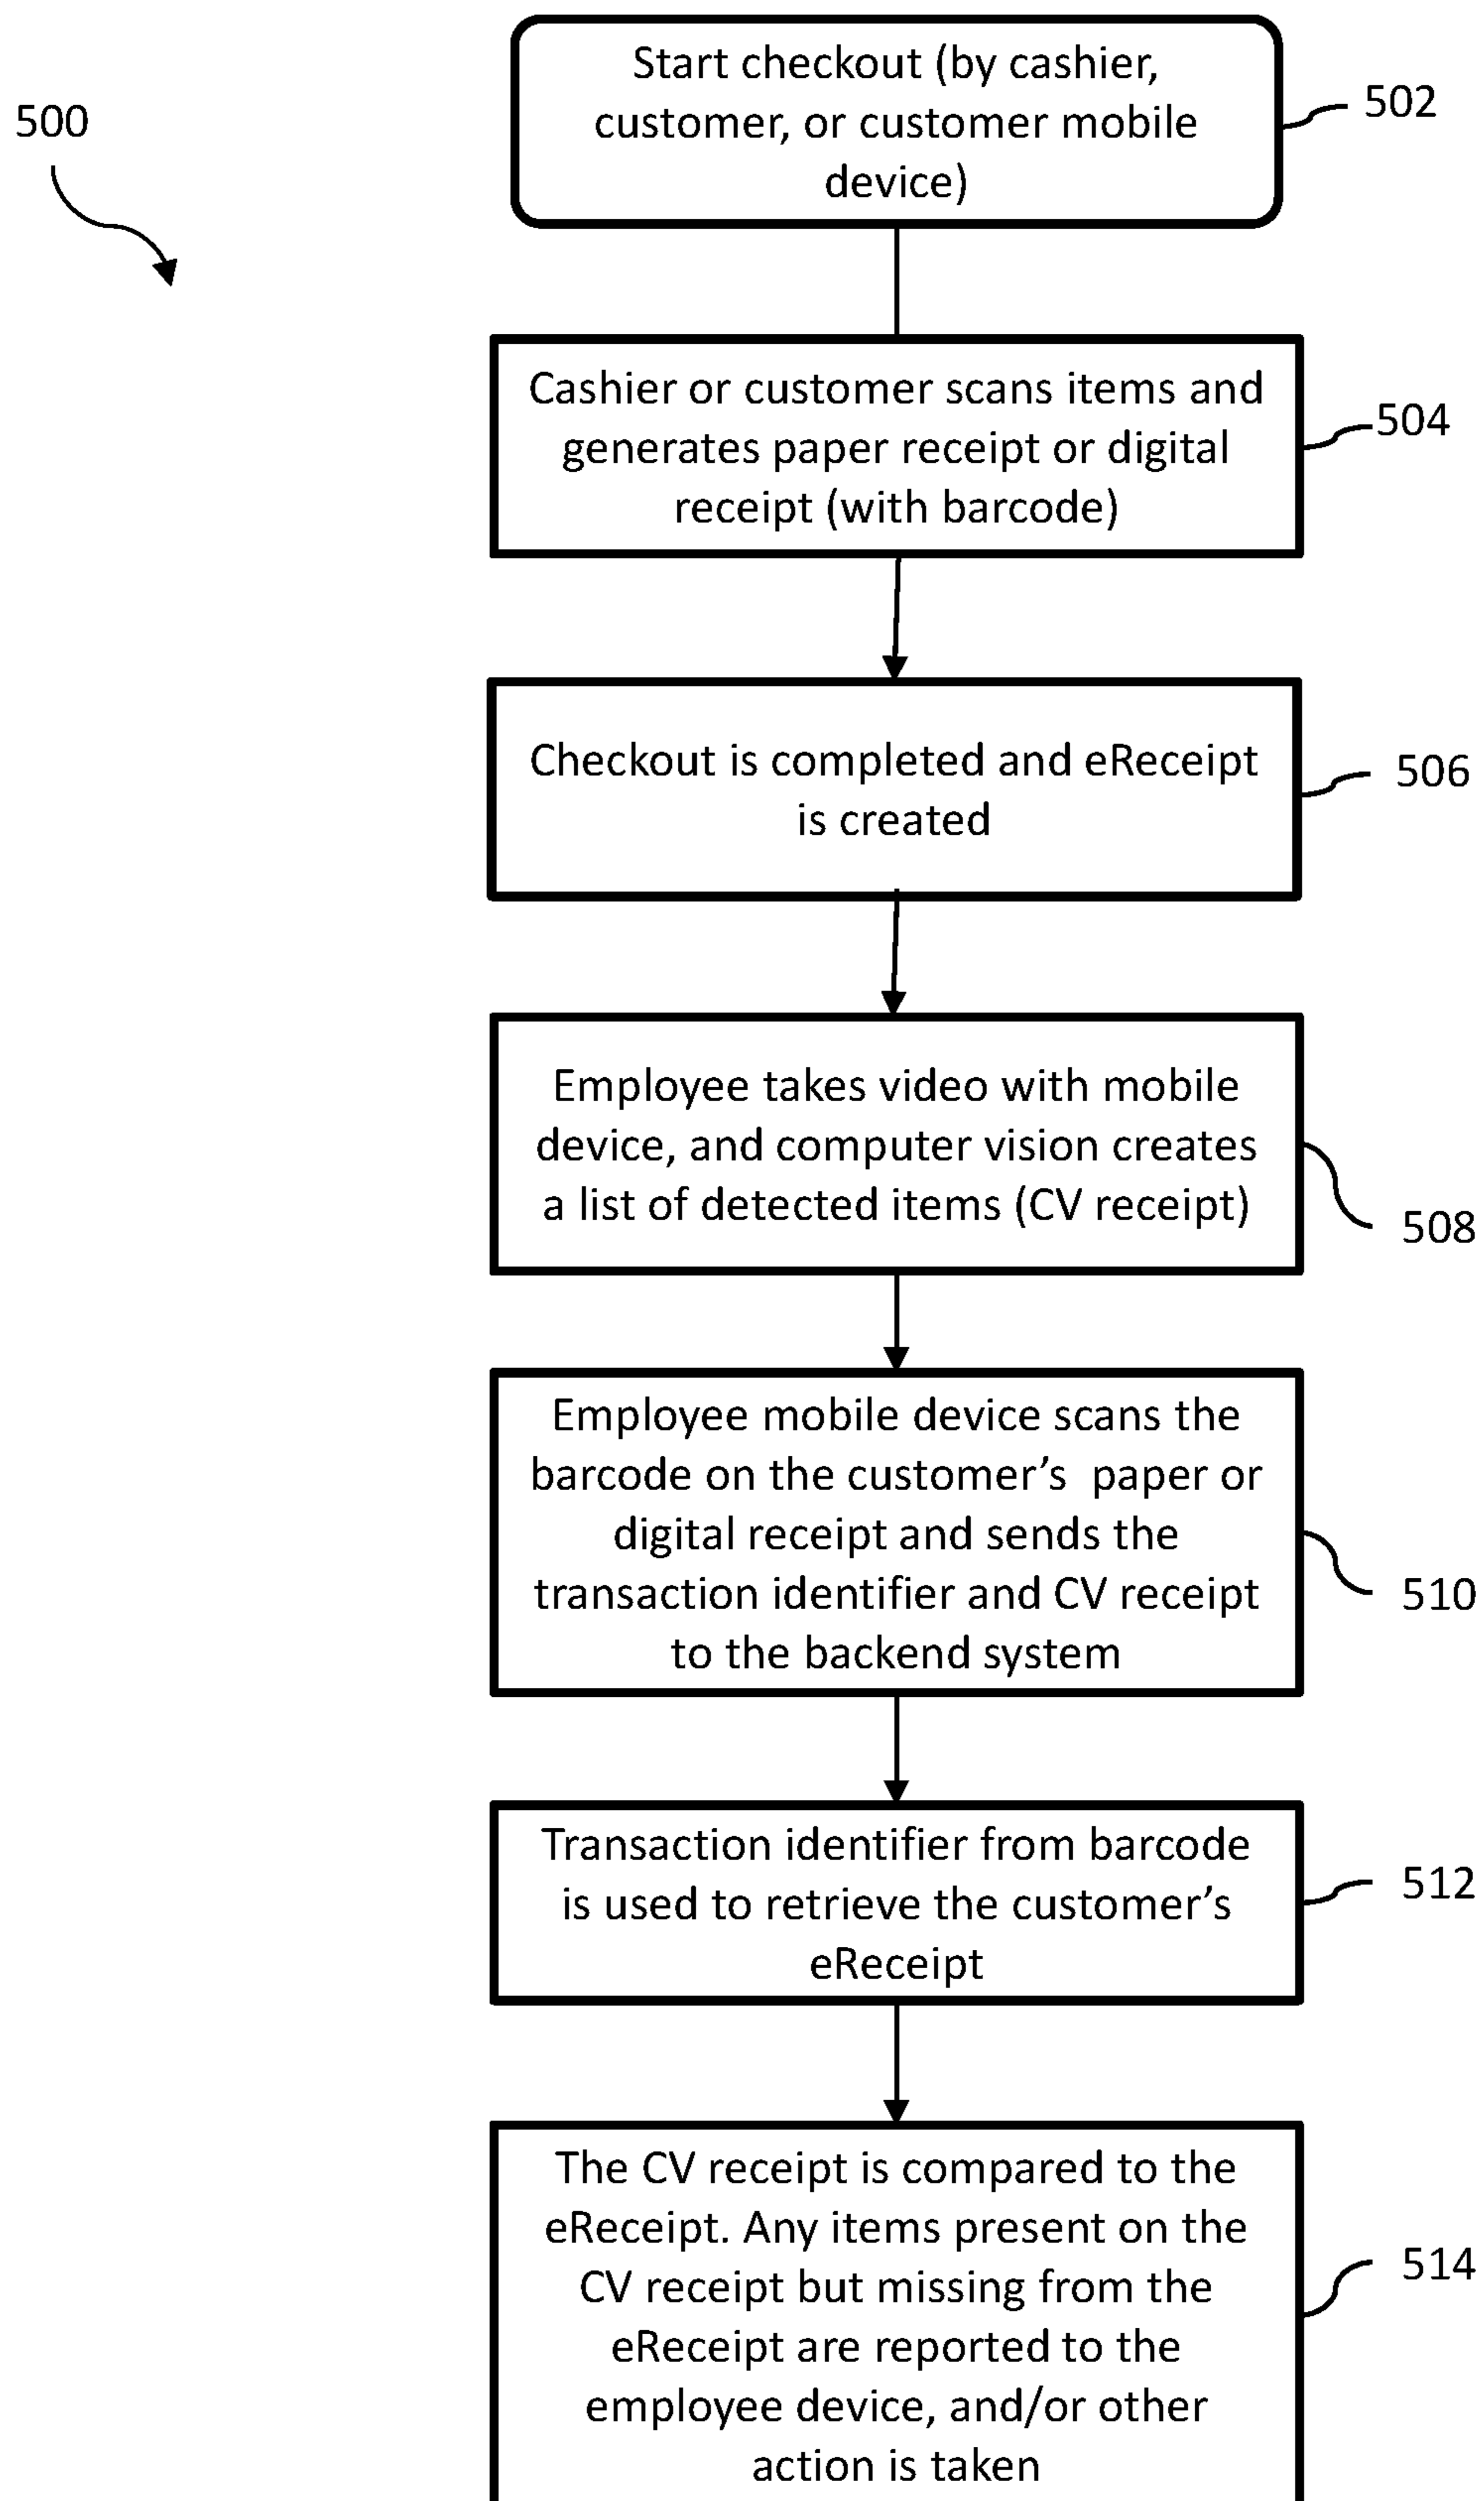 500
Start checkout (by cashier,
customer, or customer mobile
device)
502
Cashier or customer scans items and
generates paper receipt or digital
receipt (with barcode)
504
Checkout is completed and eReceipt
is created
506
Employee takes video with mobile
device, and computer vision creates
a list of detected items (CV receipt)
508
Employee mobile device scans the
barcode on the customer’s  paper or
digital receipt and sends the
transaction identifier and CV receipt
to the backend system
510
Transaction identifier from barcode
is used to retrieve the customer’s
eReceipt
512
The CV receipt is compared to the
eReceipt. Any items present on the
CV receipt but missing from the
eReceipt are reported to the
employee device, and/or other
action is taken
514